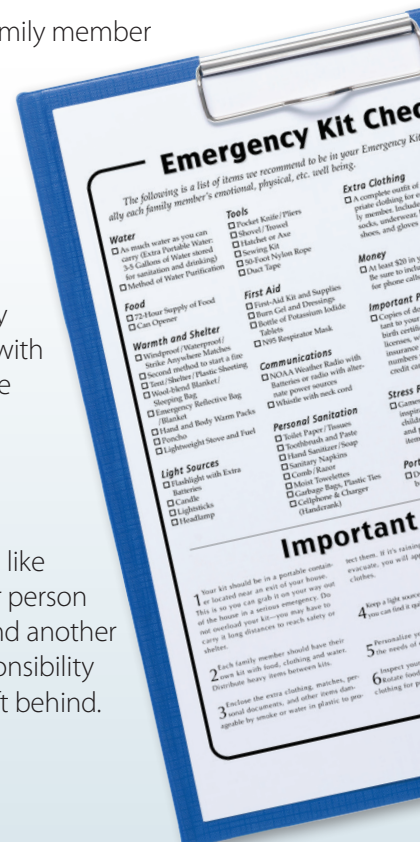 amily member
y
with
e
like
r person
nd another
onsibility
ft behind.
Emergency Kit Chec
The following is a list of items we recommend to be in your Emergency Kit
ally each family member's emotional, physical, etc. well being.
Water
As much water as you can
carry (Extra Portable Water:
3-5 Gallons of Water stored
for sanitation and drinking)
Method of Water Purification
Food
72-Hour Supply of Food
Can Opener
Warmth and Shelter
Windproof/Waterproof/
Strike Anywhere Matches
Second method to start a fire
Tent/Shelter/Plastic Sheeting
Wool-blend Blanket/
Sleeping Bag
Emergency Reflective Bag
/Blanket
Hand and Body Warm Packs
Poncho
Lightweight Stove and Fuel
Light Sources
Flashlight with Extra
Batteries
Candle
Lightsticks
Headlamp
Tools
Pocket Knife/Pliers
Shovel/Trowel
Hatchet or Axe
Sewing Kit
50-Foot Nylon Rope
Duct Tape
First Aid
First-Aid Kit and Supplies
Burn Gel and Dressings
Bottle of Potassium Iodide
Tablets
N95 Respirator Mask
Communications
NOAA Weather Radio with
Batteries or radio with alter-
nate power sources
Whistle with neck cord
Personal Sanitation
Toilet Paper/Tissues
Toothbrush and Paste
Hand Sanitizer/Soap
Sanitary Napkins
Comb/Razor
Moist Towelettes
Garbage Bags, Plastic Ties
Cellphone & Charger
(Handcrank)
Extra Clothing
A complete outfit of
priate clothing for e
ly member. Include
socks, underwear,
shoes, and gloves
Money
At least $20 in y
Be sure to indi
for phone calls
Important P
Copies of do
tant to your
birth certifi
licenses, w
insurance
numbers
credit car
Stress R
Games
inspir
childr
and p
item
Port
D
b
Important
1 Your kit should be in a portable contain-
er located near an exit of your house.
This is so you can grab it on your way out
of the house in a serious emergency. Do
not overload your kit—you may have to
carry it long distances to reach safety or
shelter.
2 Each family member should have their
own kit with food, clothing and water.
Distribute heavy items between kits.
3 Enclose the extra clothing, matches, per-
sonal documents, and other items dam-
ageable by smoke or water in plastic to pro-
tect them. If it's raining
evacuate, you will app
clothes.
4 Keep a light source
you can find it
5 Personalize yo
the needs of
6 Inspect your
Rotate food
clothing for p